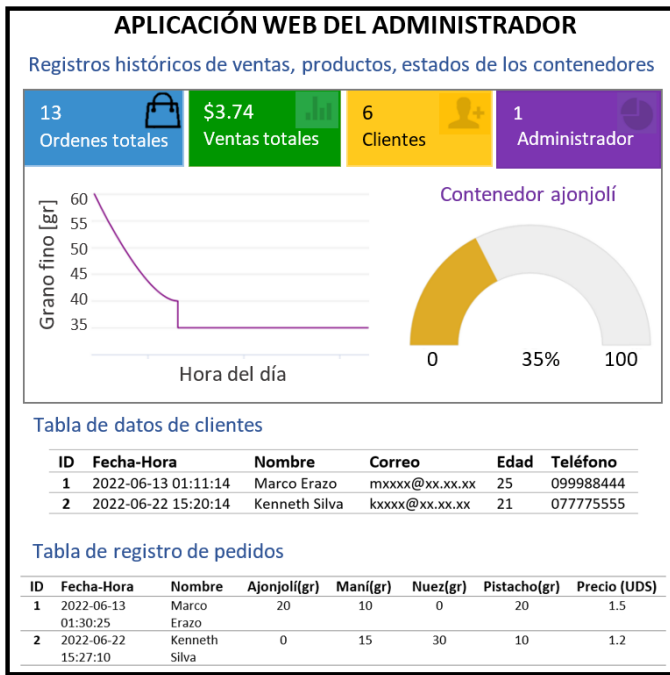 APLICACIÓN WEB DEL ADMINISTRADOR
Registros históricos de ventas, productos, estados de los contenedores
13 $3.74 6 1
Ordenes totales Ventas totales Clientes Administrador
Contenedor ajonjolí
Grano fino [gr]
60
55
50
45
40
35
0 35% 100
Hora del día
Tabla de datos de clientes
ID Fecha-Hora Nombre Correo Edad Teléfono
1 2022-06-13 01:11:14 Marco Erazo mxxxx@xx.xx.xx 25 099988444
2 2022-06-22 15:20:14 Kenneth Silva kxxxx@xx.xx.xx 21 077775555
Tabla de registro de pedidos
ID Fecha-Hora Nombre Ajonjolí(gr) Maní(gr) Nuez(gr) Pistacho(gr) Precio (UDS)
1 2022-06-13 Marco 20 10 0 20 1.5
01:30:25 Erazo
2 2022-06-22 Kenneth 0 15 30 10 1.2
15:27:10 Silva